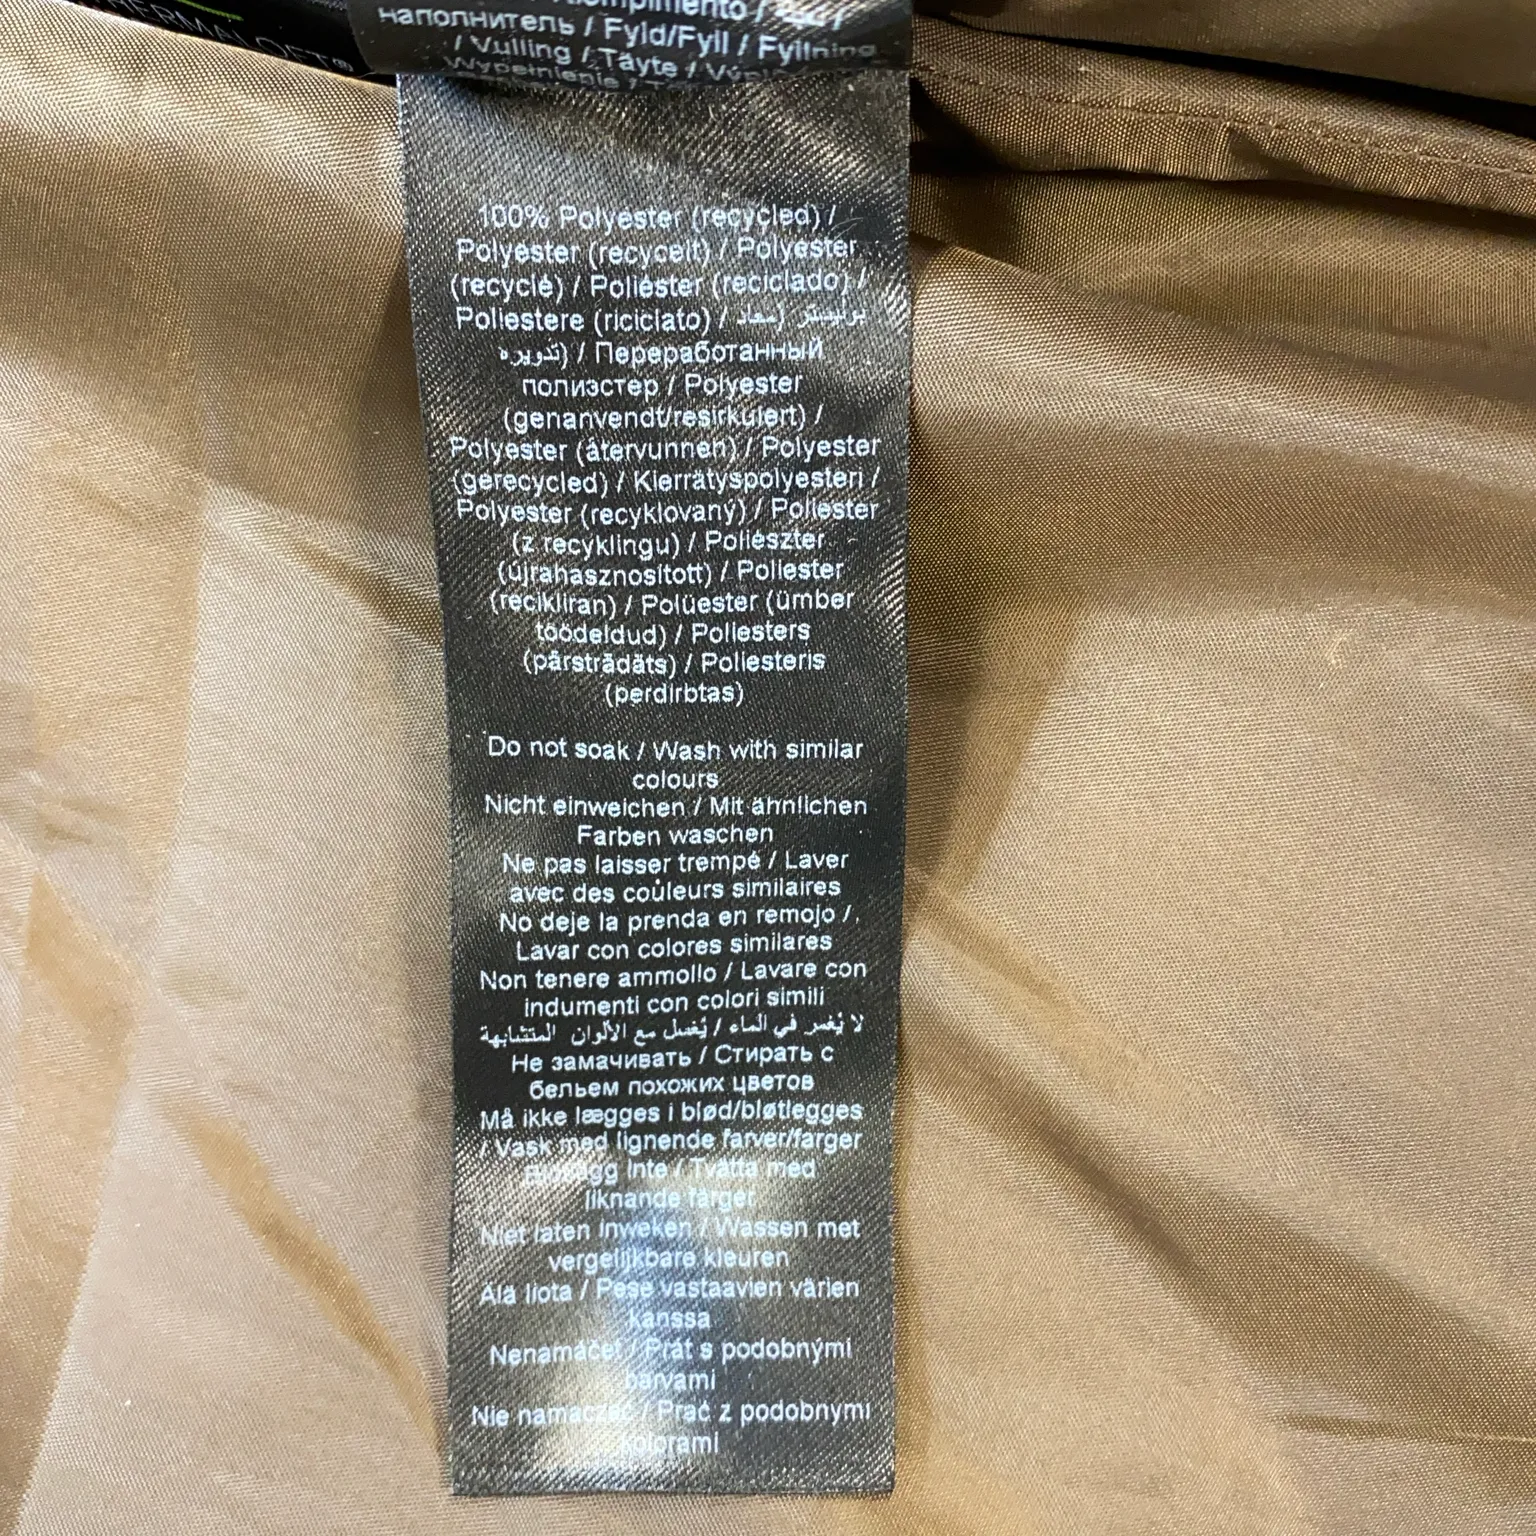 THERMALOFT®
наполнитель / Fyld/Fyll / Fyllning
/ Vulling / Täyte /
Wypełnienie /
100% Polyester (recycled) /
Polyester (recycelt) / Polyester
(recyclé) / Poliéster (reciclado) /
Poliestere (riciclato) / بوليستر (معاد
تدويره) / Переработанный
полиэстер / Polyester
(genanvendt/resirkulert) /
Polyester (återvunnen) / Polyester
(gerecycled) / Kierrätyspolyesteri /
Polyester (recyklovaný) / Poliester
(z recyklingu) / Poliészter
(újrahasznosított) / Poliester
(recikliran) / Polüester (ümber
töödeldud) / Poliesters
(pārstrādāts) / Poliesteris
(perdirbtas)
Do not soak / Wash with similar
colours
Nicht einweichen / Mit ähnlichen
Farben waschen
Ne pas laisser trempé / Laver
avec des couleurs similaires
No deje la prenda en remojo /
Lavar con colores similares
Non tenere ammollo / Lavare con
indumenti con colori simili
لا يُغمر في الماء / يُغسل مع الألوان المتشابهة
Не замачивать / Стирать с
бельем похожих цветов
Må ikke lægges i blød/bløtlegges
/ Vask med lignende farver/farger
Blötlägg inte / Tvätta med
liknande färger
Niet laten inweken / Wassen met
vergelijkbare kleuren
Älä liota / Pese vastaavien värien
kanssa
Nenamáčet / Prát s podobnými
barvami
Nie namaczać / Prać z podobnymi
kolorami